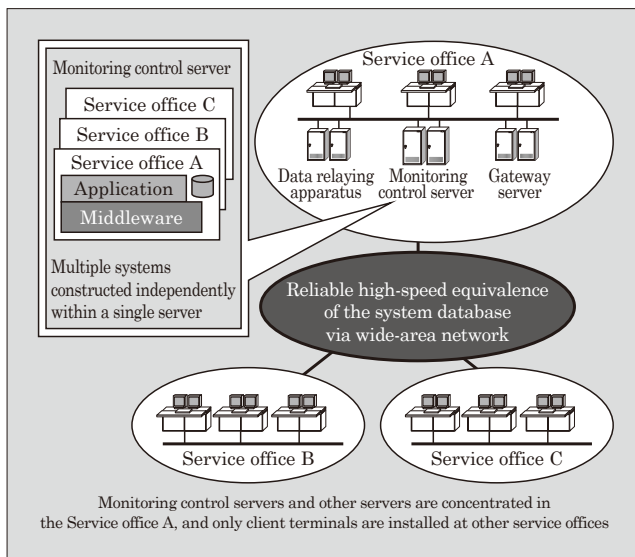 Monitoring control server
Service office C
Service office B
Service office A
Application
Middleware
Multiple systems
constructed independently
within a single server
Service office A
Data relaying
apparatus
Monitoring
control server
Gateway
server
Reliable high-speed equivalence
of the system database
via wide-area network
Service office B
Service office C
Monitoring control servers and other servers are concentrated in
the Service office A, and only client terminals are installed at other service offices